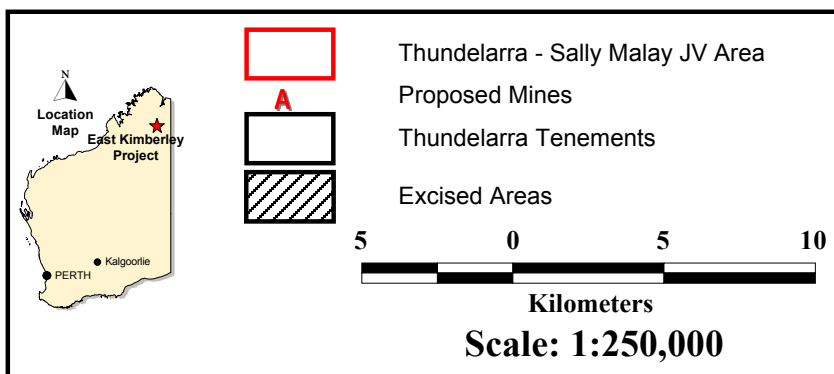 N
Location
Map
East Kimberley
Project
Kalgoorlie
PERTH
Thundelarra - Sally Malay JV Area
A
Proposed Mines
Thundelarra Tenements
Excised Areas
5 0 5 10
Kilometers
Scale: 1:250,000